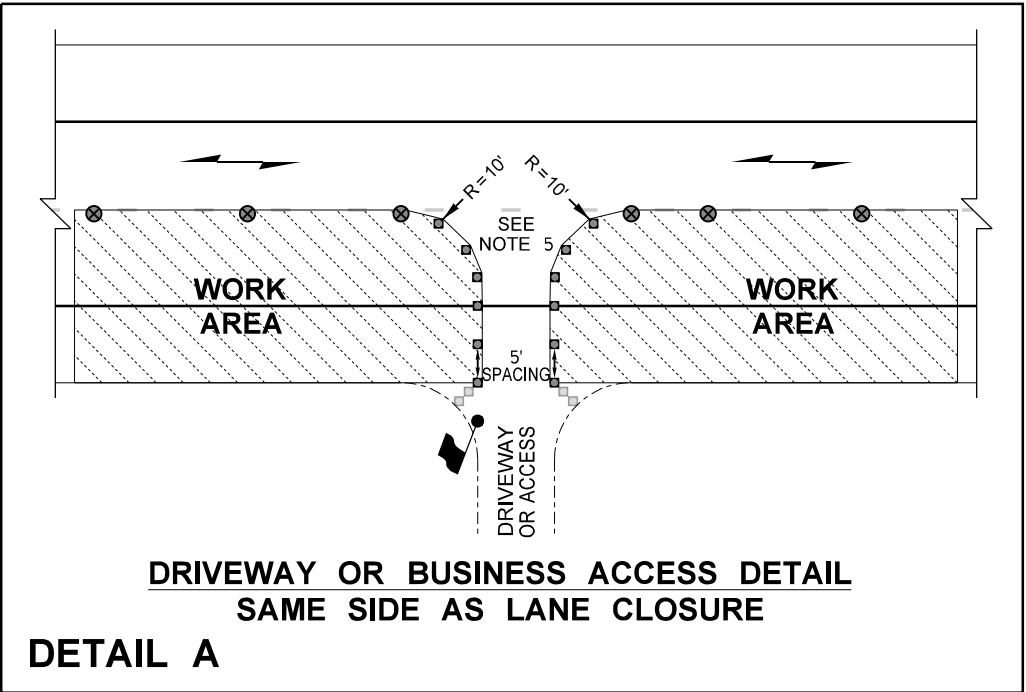 R=10'
R=10'
SEE
NOTE 5
WORK
AREA
WORK
AREA
5'
SPACING
DRIVEWAY
OR ACCESS
DRIVEWAY OR BUSINESS ACCESS DETAIL
SAME SIDE AS LANE CLOSURE
DETAIL A